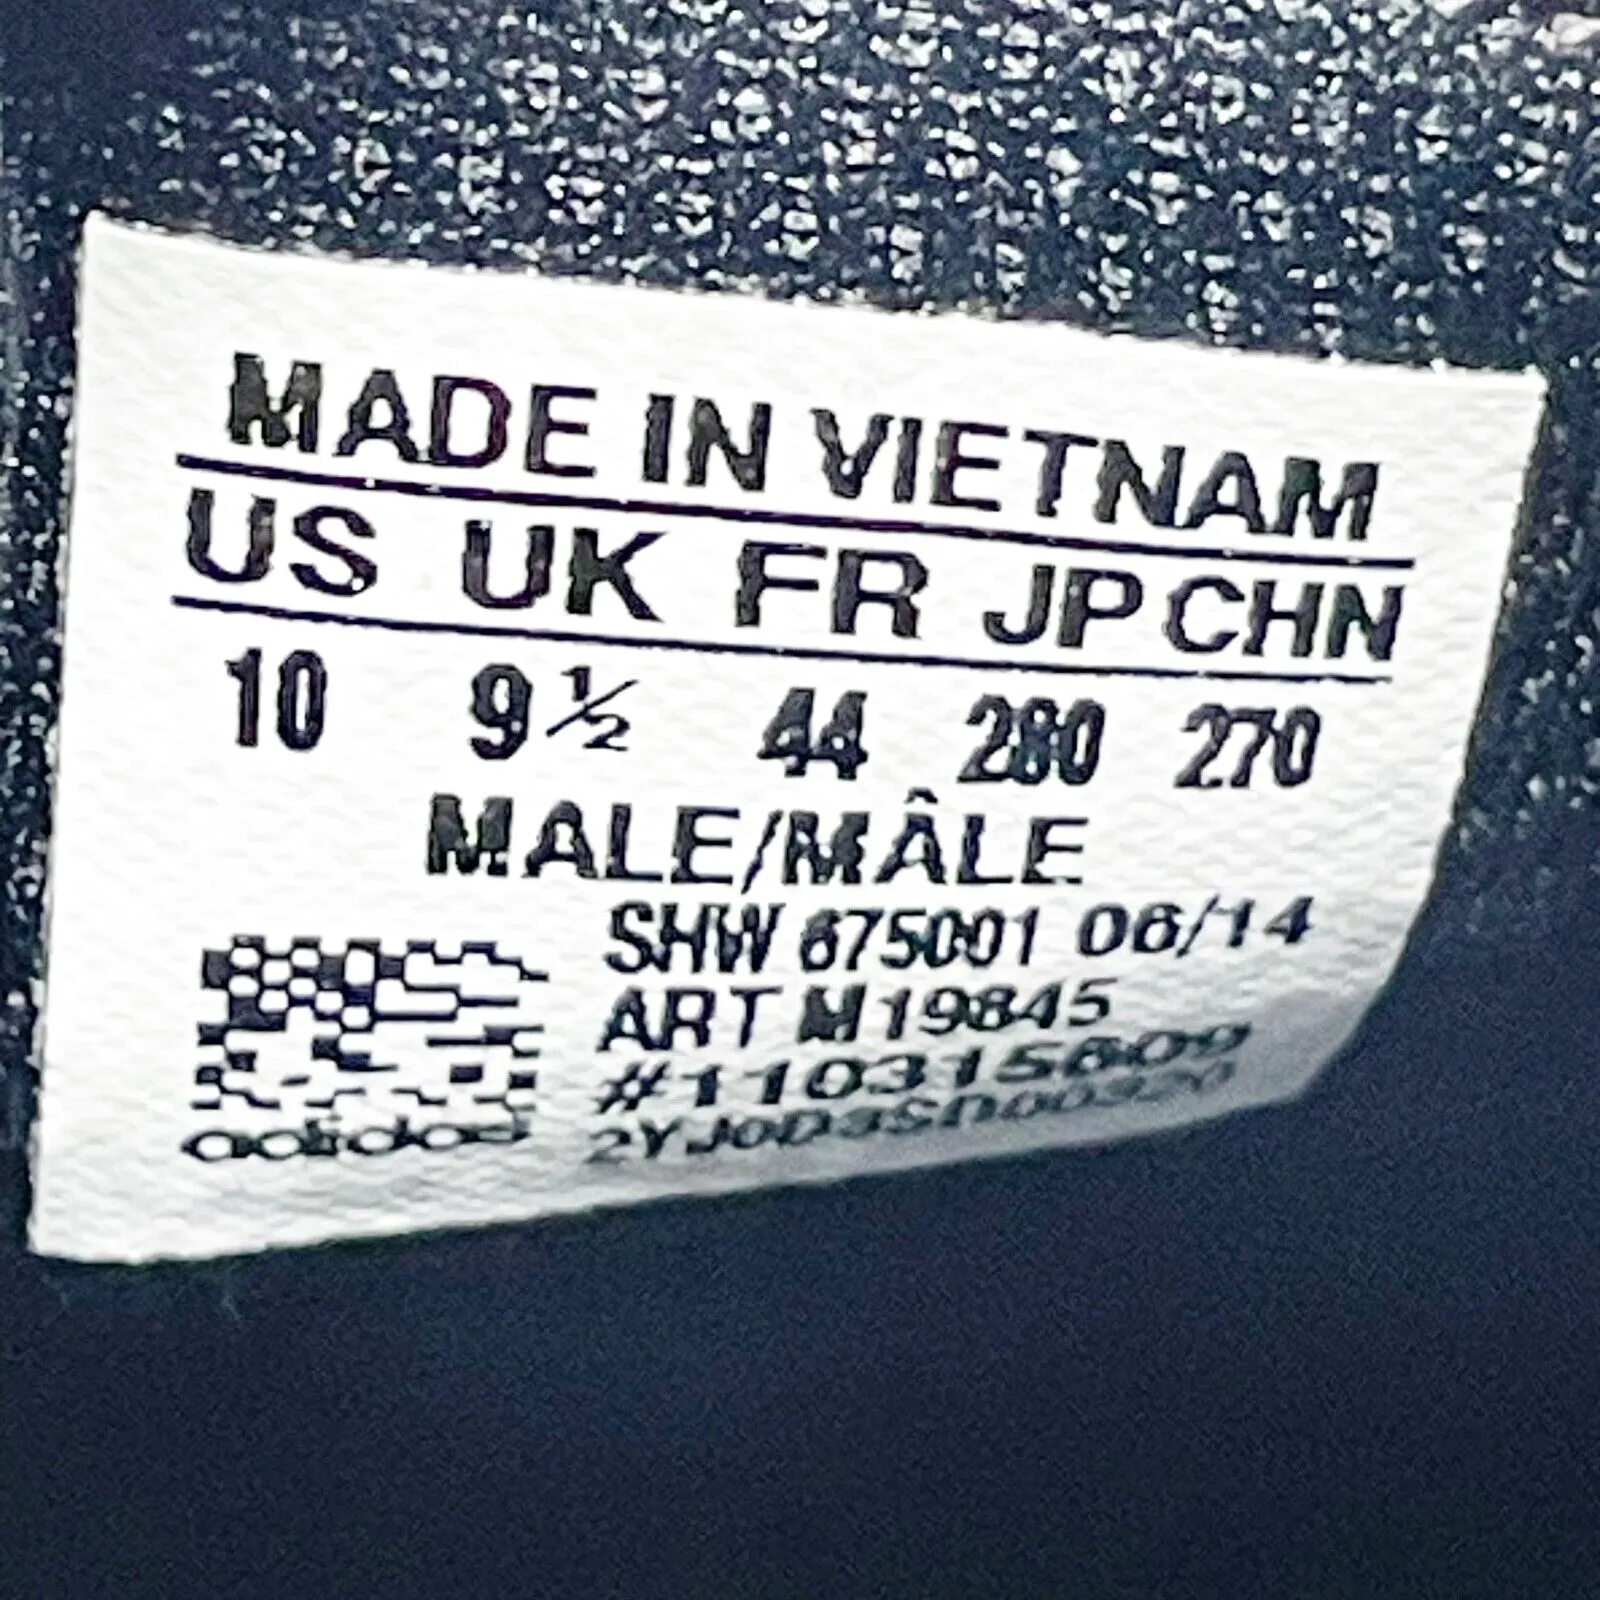 MADE IN VIETNAM
US UK FR JP CHN
10 9½ 44 280 270
MALE/MÂLE
SHW 675001 06/14
ART M19845
adidas